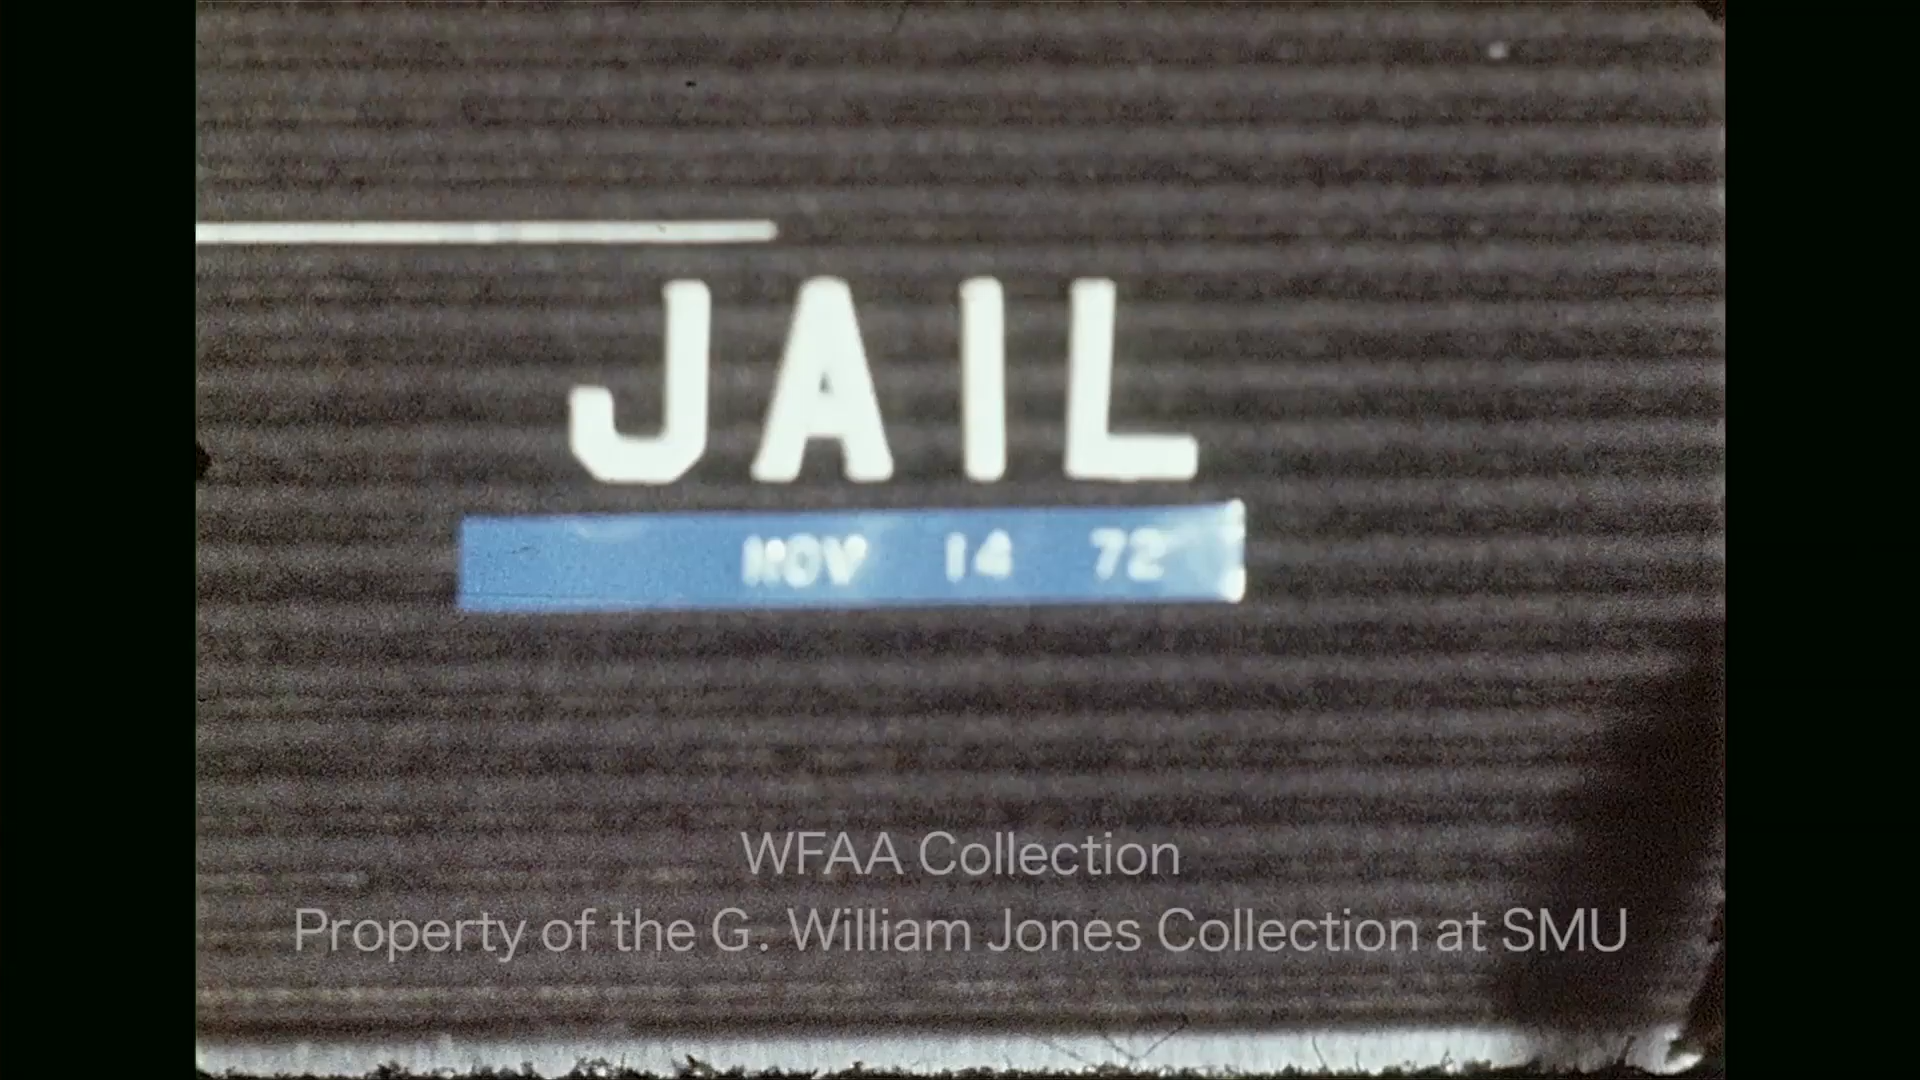 JAIL
NOV 14 72
WFAA Collection
Property of the G. William Jones Collection at SMU